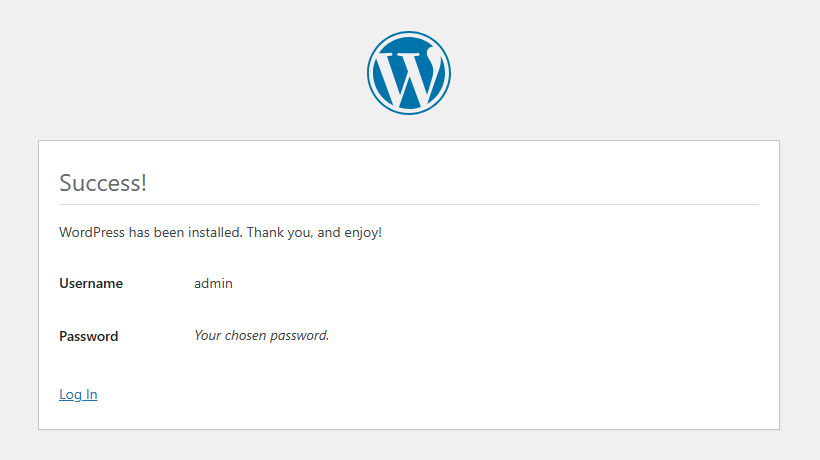 Success!
WordPress has been installed. Thank you, and enjoy!
Username admin
Password Your chosen password.
Log In